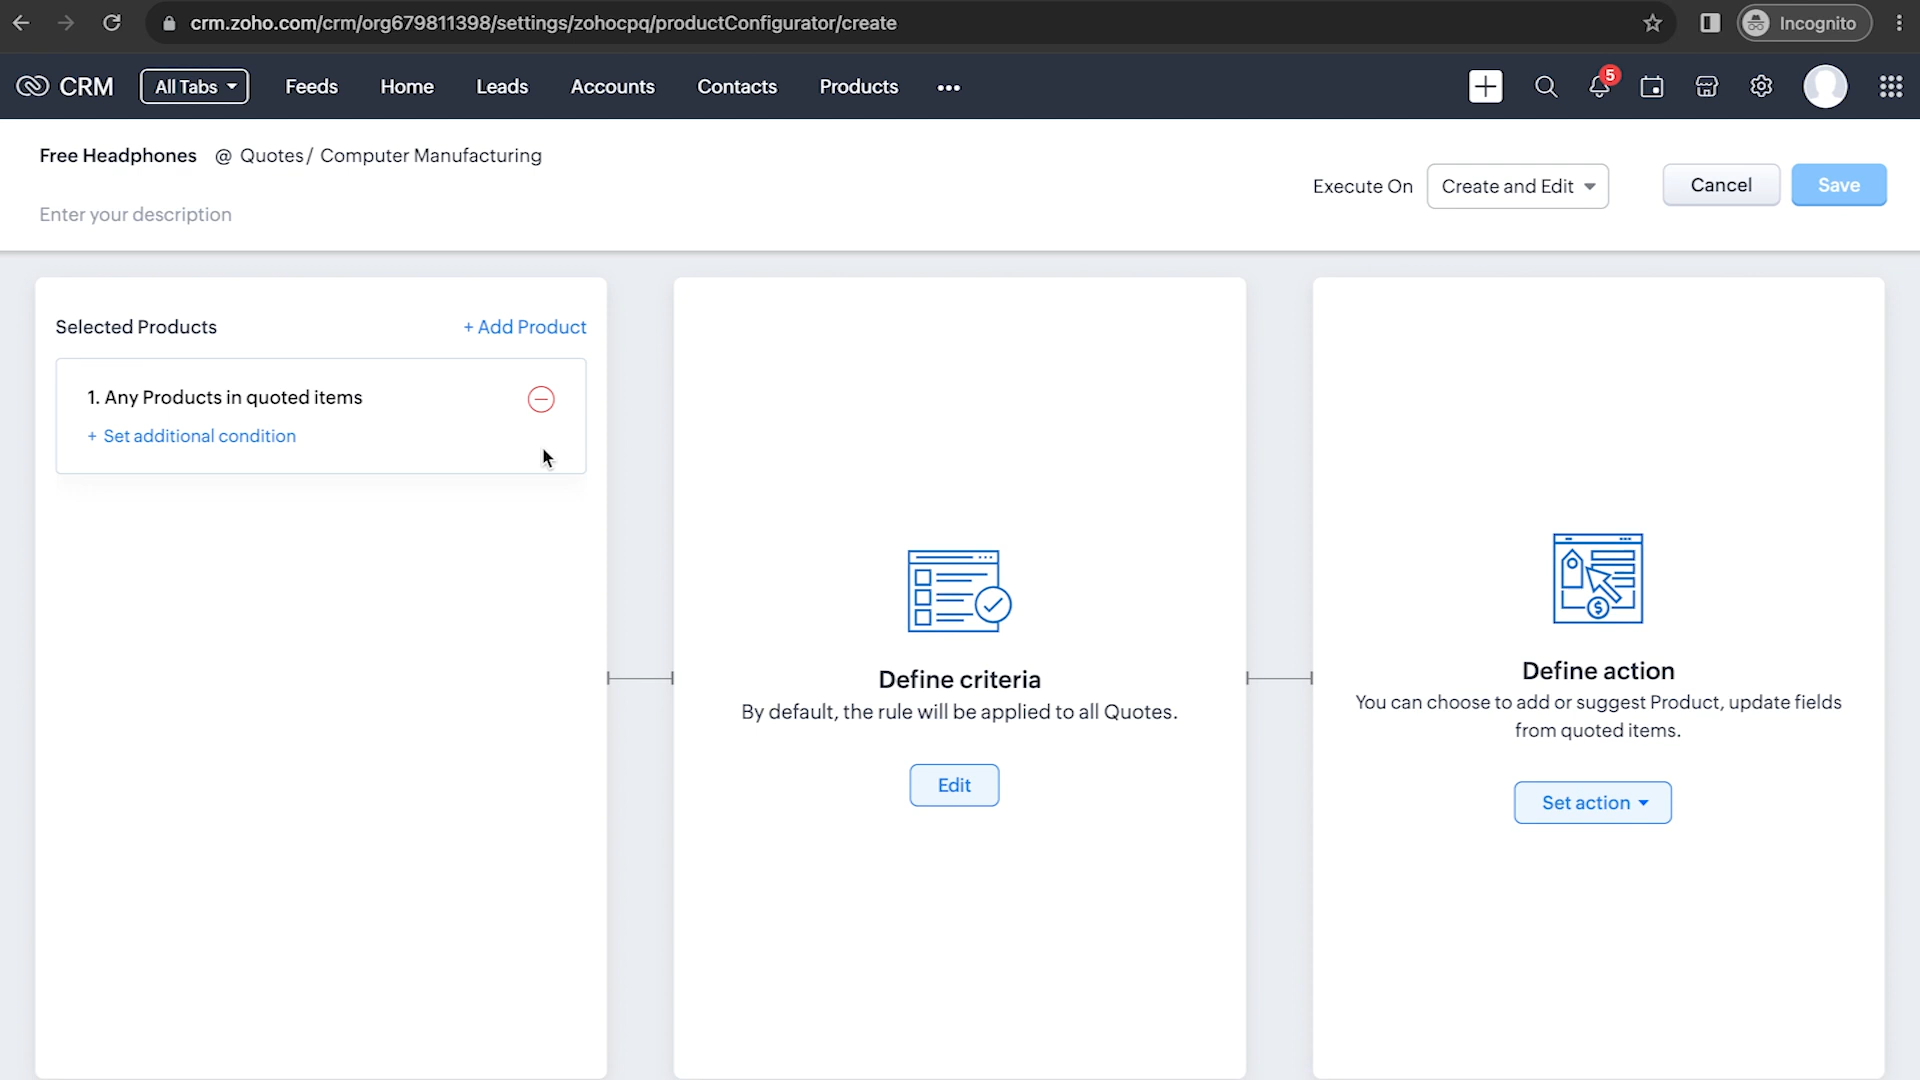 crm.zoho.com/crm/org679811398/settings/zohocpq/productConfigurator/create
Incognito
CRM
All Tabs
Feeds
Home
Leads
Accounts
Contacts
Products
•••
5
Free Headphones @ Quotes/ Computer Manufacturing
Enter your description
Execute On
Create and Edit
Cancel
Save
Selected Products
+ Add Product
1. Any Products in quoted items
+ Set additional condition
Define criteria
By default, the rule will be applied to all Quotes.
Edit
$
Define action
You can choose to add or suggest Product, update fields
from quoted items.
Set action